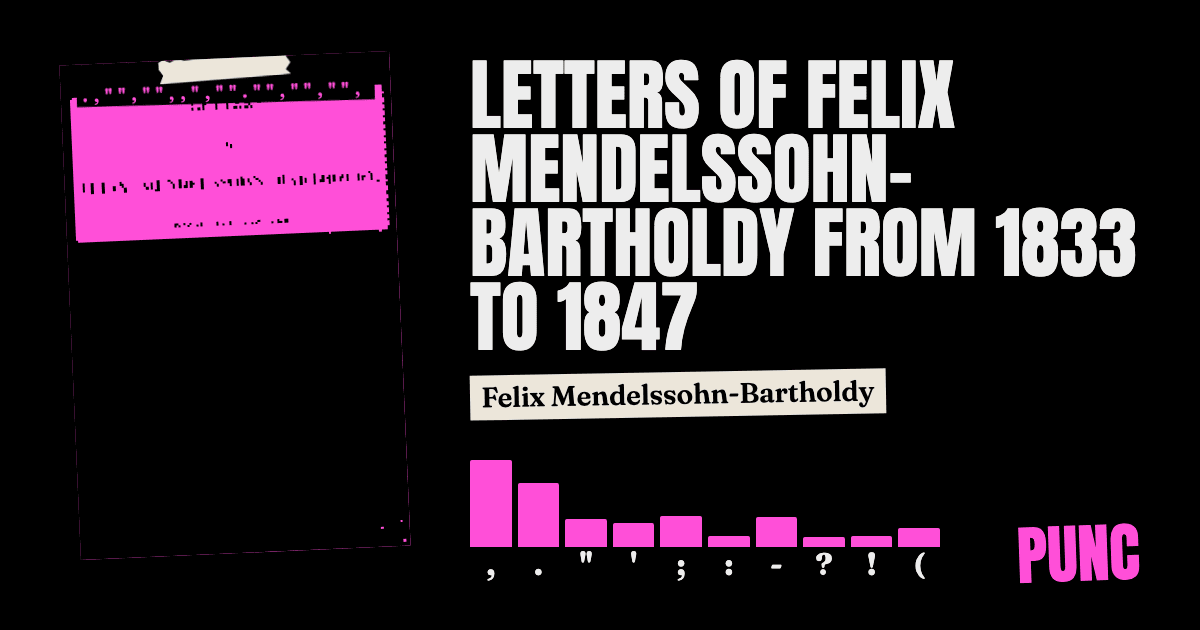 . , " " , " " , , " , " " . " " , " " , " " ,
LETTERS OF FELIX
MENDELSSOHN-
BARTHOLDY FROM 1833
TO 1847
Felix Mendelssohn-Bartholdy
, . " ' ; : - ? ! (
PUNC